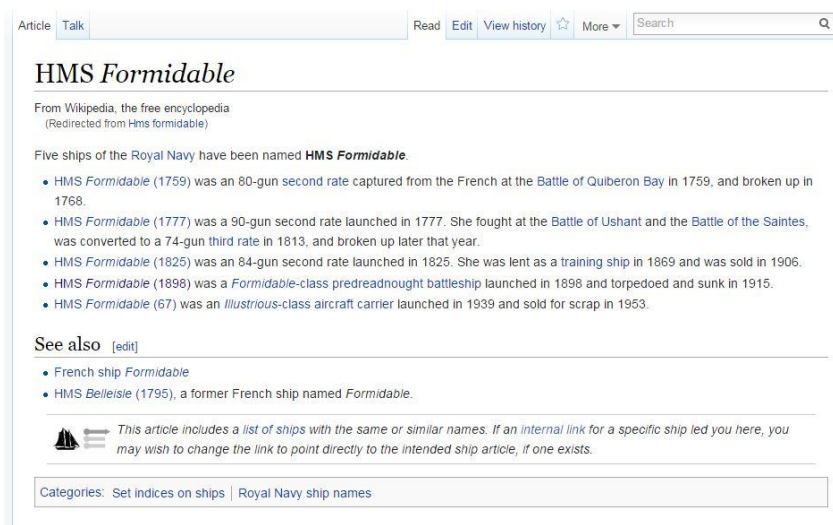 Article Talk Read Edit View history More Search
HMS Formidable
From Wikipedia, the free encyclopedia
(Redirected from Hms formidable)
Five ships of the Royal Navy have been named HMS Formidable.
• HMS Formidable (1759) was an 80-gun second rate captured from the French at the Battle of Quiberon Bay in 1759, and broken up in
1768.
• HMS Formidable (1777) was a 90-gun second rate launched in 1777. She fought at the Battle of Ushant and the Battle of the Saintes,
was converted to a 74-gun third rate in 1813, and broken up later that year.
• HMS Formidable (1825) was an 84-gun second rate launched in 1825. She was lent as a training ship in 1869 and was sold in 1906.
• HMS Formidable (1898) was a Formidable-class predreadnought battleship launched in 1898 and torpedoed and sunk in 1915.
• HMS Formidable (67) was an Illustrious-class aircraft carrier launched in 1939 and sold for scrap in 1953.
See also [edit]
• French ship Formidable
• HMS Belleisle (1795), a former French ship named Formidable.
This article includes a list of ships with the same or similar names. If an internal link for a specific ship led you here, you
may wish to change the link to point directly to the intended ship article, if one exists.
Categories: Set indices on ships | Royal Navy ship names